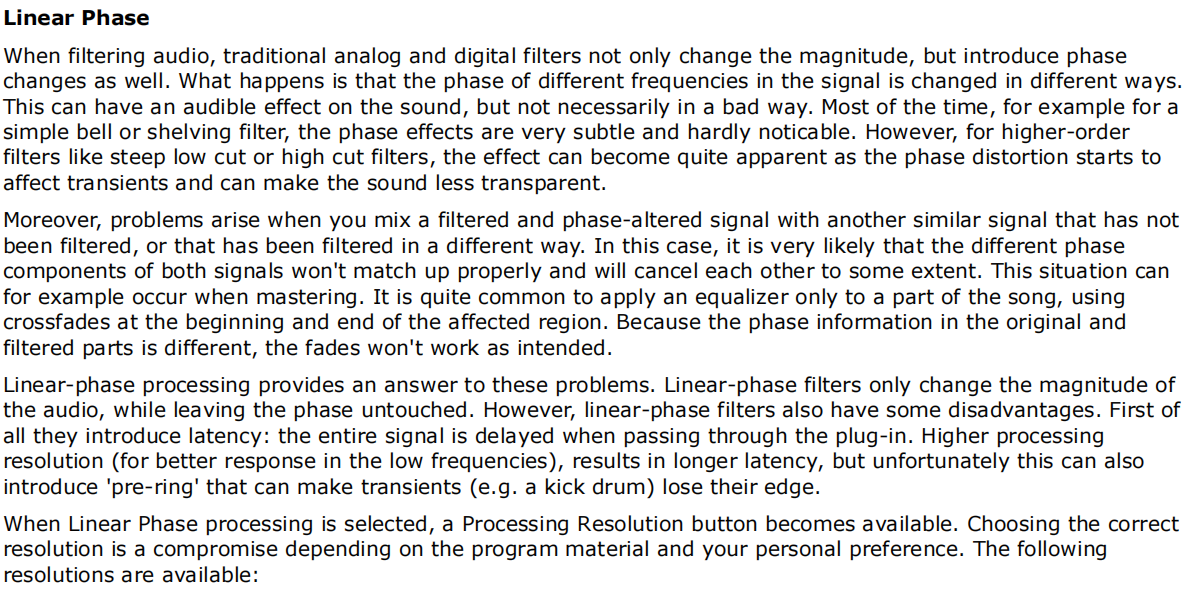 Linear Phase
When filtering audio, traditional analog and digital filters not only change the magnitude, but introduce phase
changes as well. What happens is that the phase of different frequencies in the signal is changed in different ways.
This can have an audible effect on the sound, but not necessarily in a bad way. Most of the time, for example for a
simple bell or shelving filter, the phase effects are very subtle and hardly noticable. However, for higher-order
filters like steep low cut or high cut filters, the effect can become quite apparent as the phase distortion starts to
affect transients and can make the sound less transparent.
Moreover, problems arise when you mix a filtered and phase-altered signal with another similar signal that has not
been filtered, or that has been filtered in a different way. In this case, it is very likely that the different phase
components of both signals won't match up properly and will cancel each other to some extent. This situation can
for example occur when mastering. It is quite common to apply an equalizer only to a part of the song, using
crossfades at the beginning and end of the affected region. Because the phase information in the original and
filtered parts is different, the fades won't work as intended.
Linear-phase processing provides an answer to these problems. Linear-phase filters only change the magnitude of
the audio, while leaving the phase untouched. However, linear-phase filters also have some disadvantages. First of
all they introduce latency: the entire signal is delayed when passing through the plug-in. Higher processing
resolution (for better response in the low frequencies), results in longer latency, but unfortunately this can also
introduce 'pre-ring' that can make transients (e.g. a kick drum) lose their edge.
When Linear Phase processing is selected, a Processing Resolution button becomes available. Choosing the correct
resolution is a compromise depending on the program material and your personal preference. The following
resolutions are available: